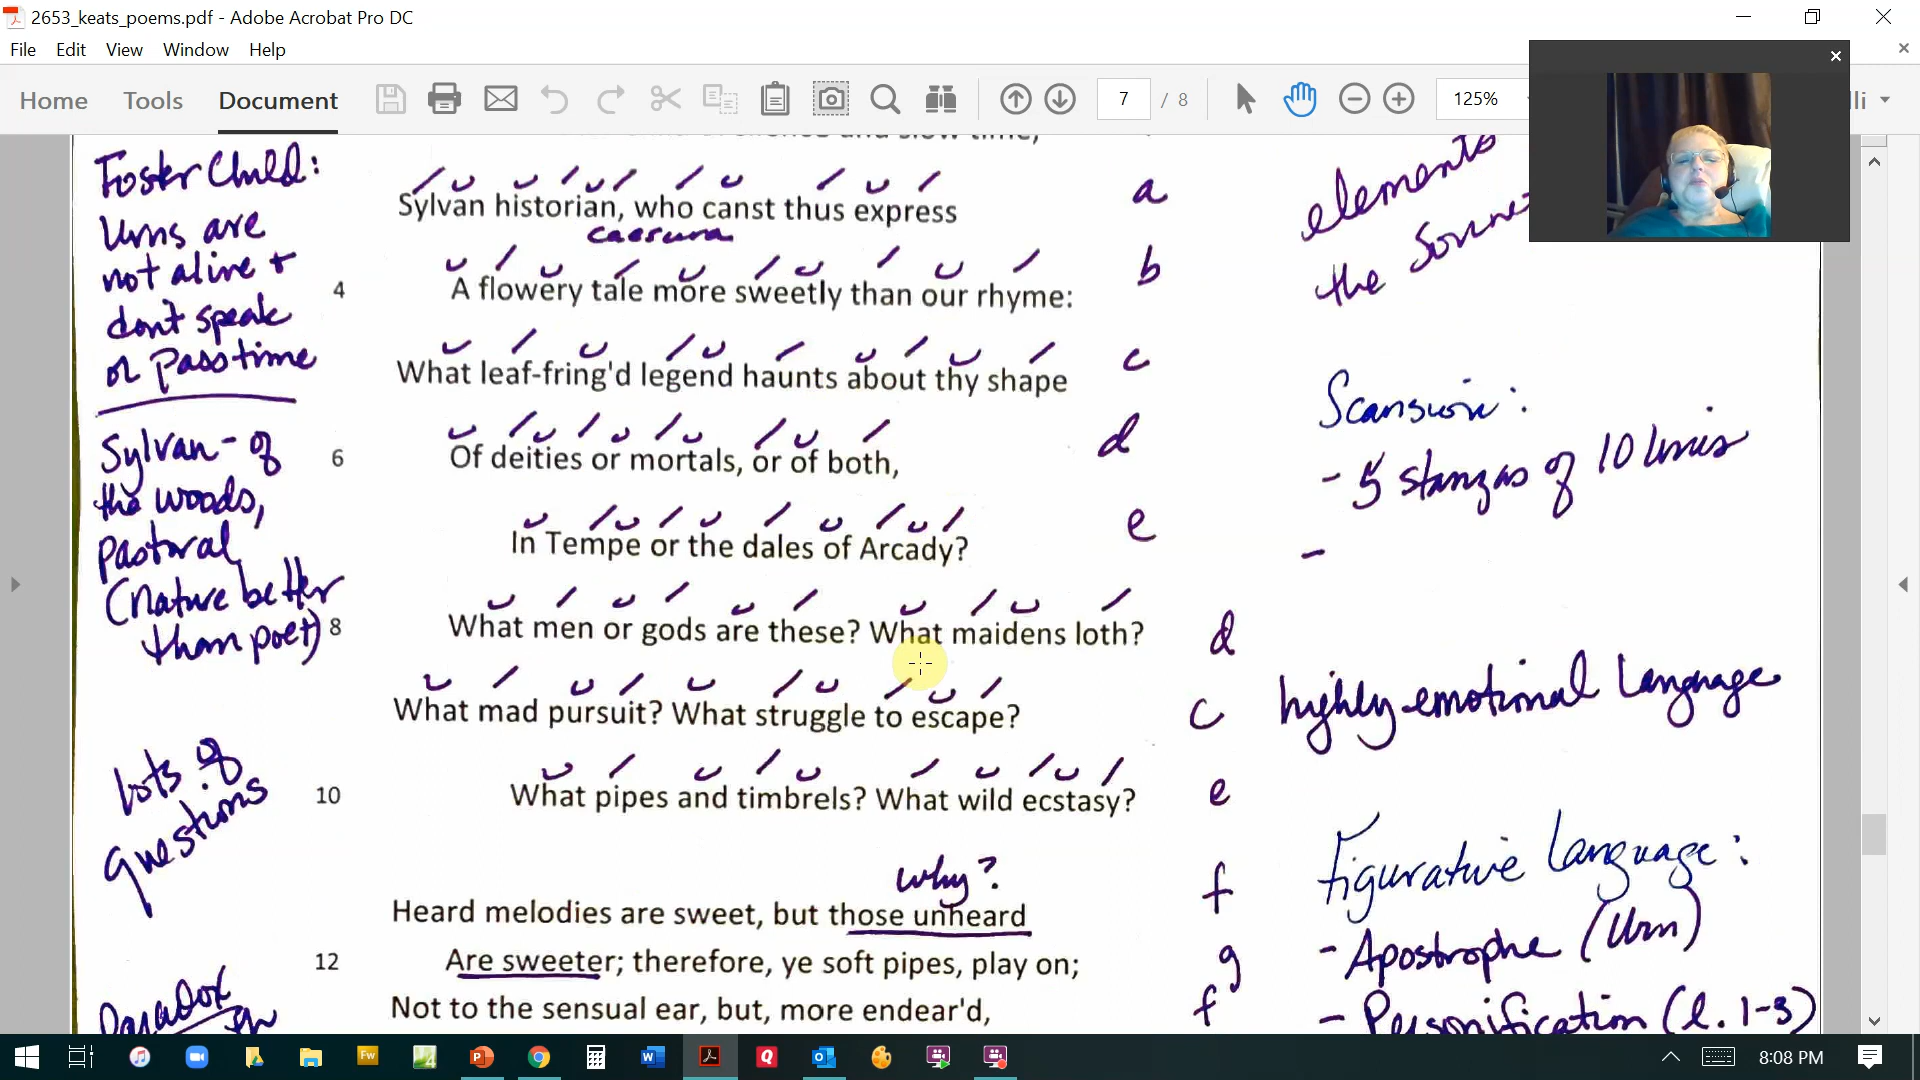 2653_keats_poems.pdf - Adobe Acrobat Pro DC
File Edit View Window Help
Home Tools Document 7 / 8 125% lli
Foster Child:
Urns are
not alive +
don't speak
or Pass time
Sylvan - of
the woods,
pastoral
(nature better
than poet)
lots of
questions
Paradox
Sylvan historian, who canst thus express a
caesura
4 A flowery tale more sweetly than our rhyme: b
What leaf-fring'd legend haunts about thy shape c
6 Of deities or mortals, or of both, d
In Tempe or the dales of Arcady? e
8 What men or gods are these? What maidens loth? d
What mad pursuit? What struggle to escape? c
10 What pipes and timbrels? What wild ecstasy? e
why?
Heard melodies are sweet, but those unheard f
12 Are sweeter; therefore, ye soft pipes, play on; g
Not to the sensual ear, but, more endear'd, f
elements
the Sonne
Scansion:
- 5 stanzas of 10 lines
-
highly-emotional language
Figurative Language:
- Apostrophe (Urn)
- Personification (l. 1-3)
Fw Q 8:08 PM